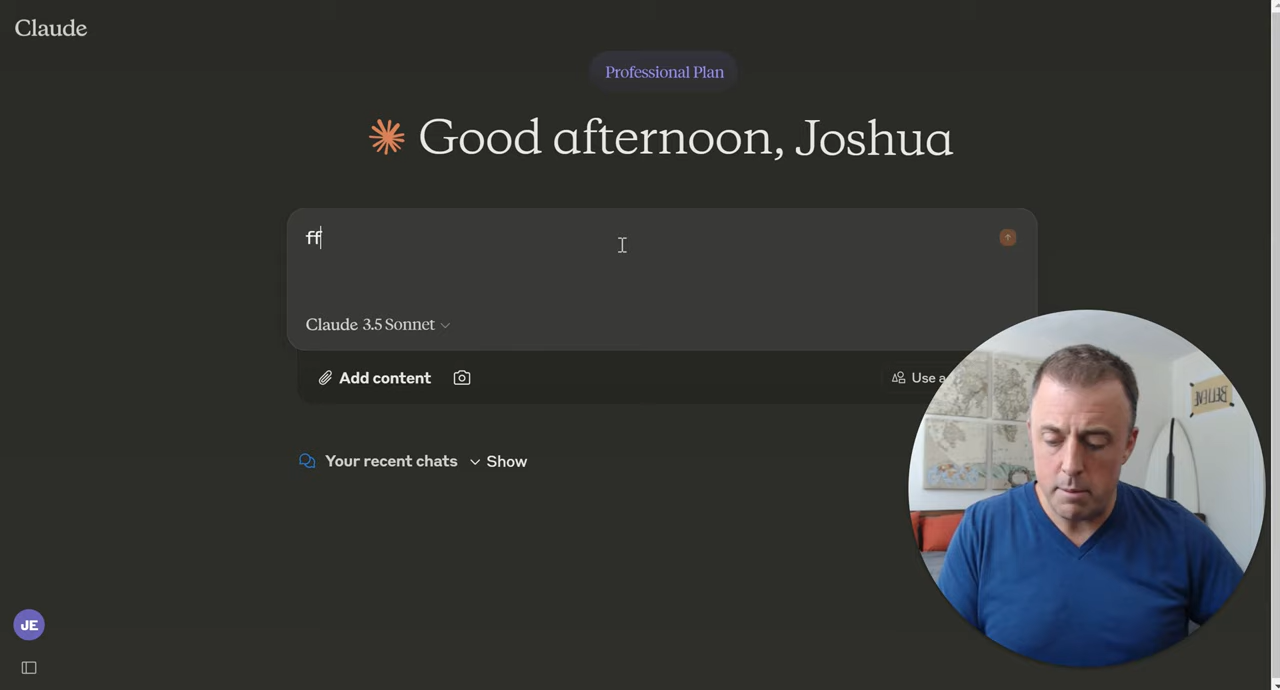 Claude
Professional Plan
Good afternoon, Joshua
ff
Claude 3.5 Sonnet
Add content
Use a
Your recent chats Show
BELIEVE
JE